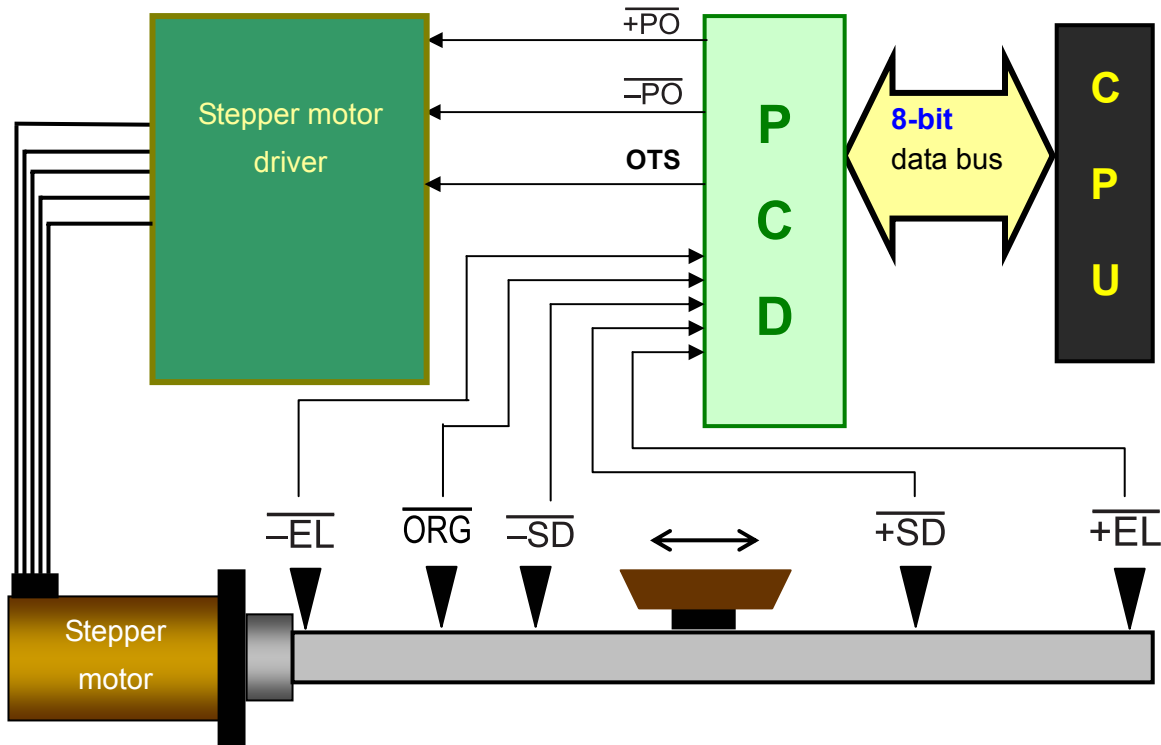 +PO
–PO
OTS
Stepper motor
driver
P
C
D
8-bit
data bus
C
P
U
–EL
ORG
–SD
+SD
+EL
Stepper
motor